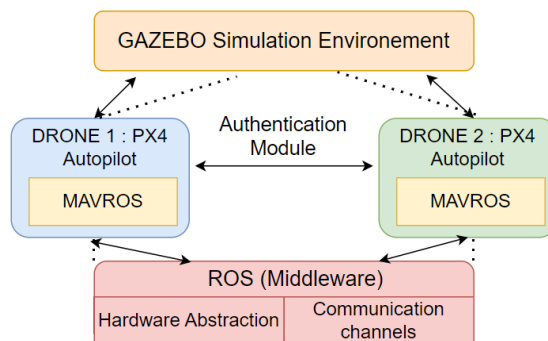 GAZEBO Simulation Environement
DRONE 1 : PX4
Autopilot
MAVROS
Authentication
Module
DRONE 2 : PX4
Autopilot
MAVROS
ROS (Middleware)
Hardware Abstraction
Communication
channels